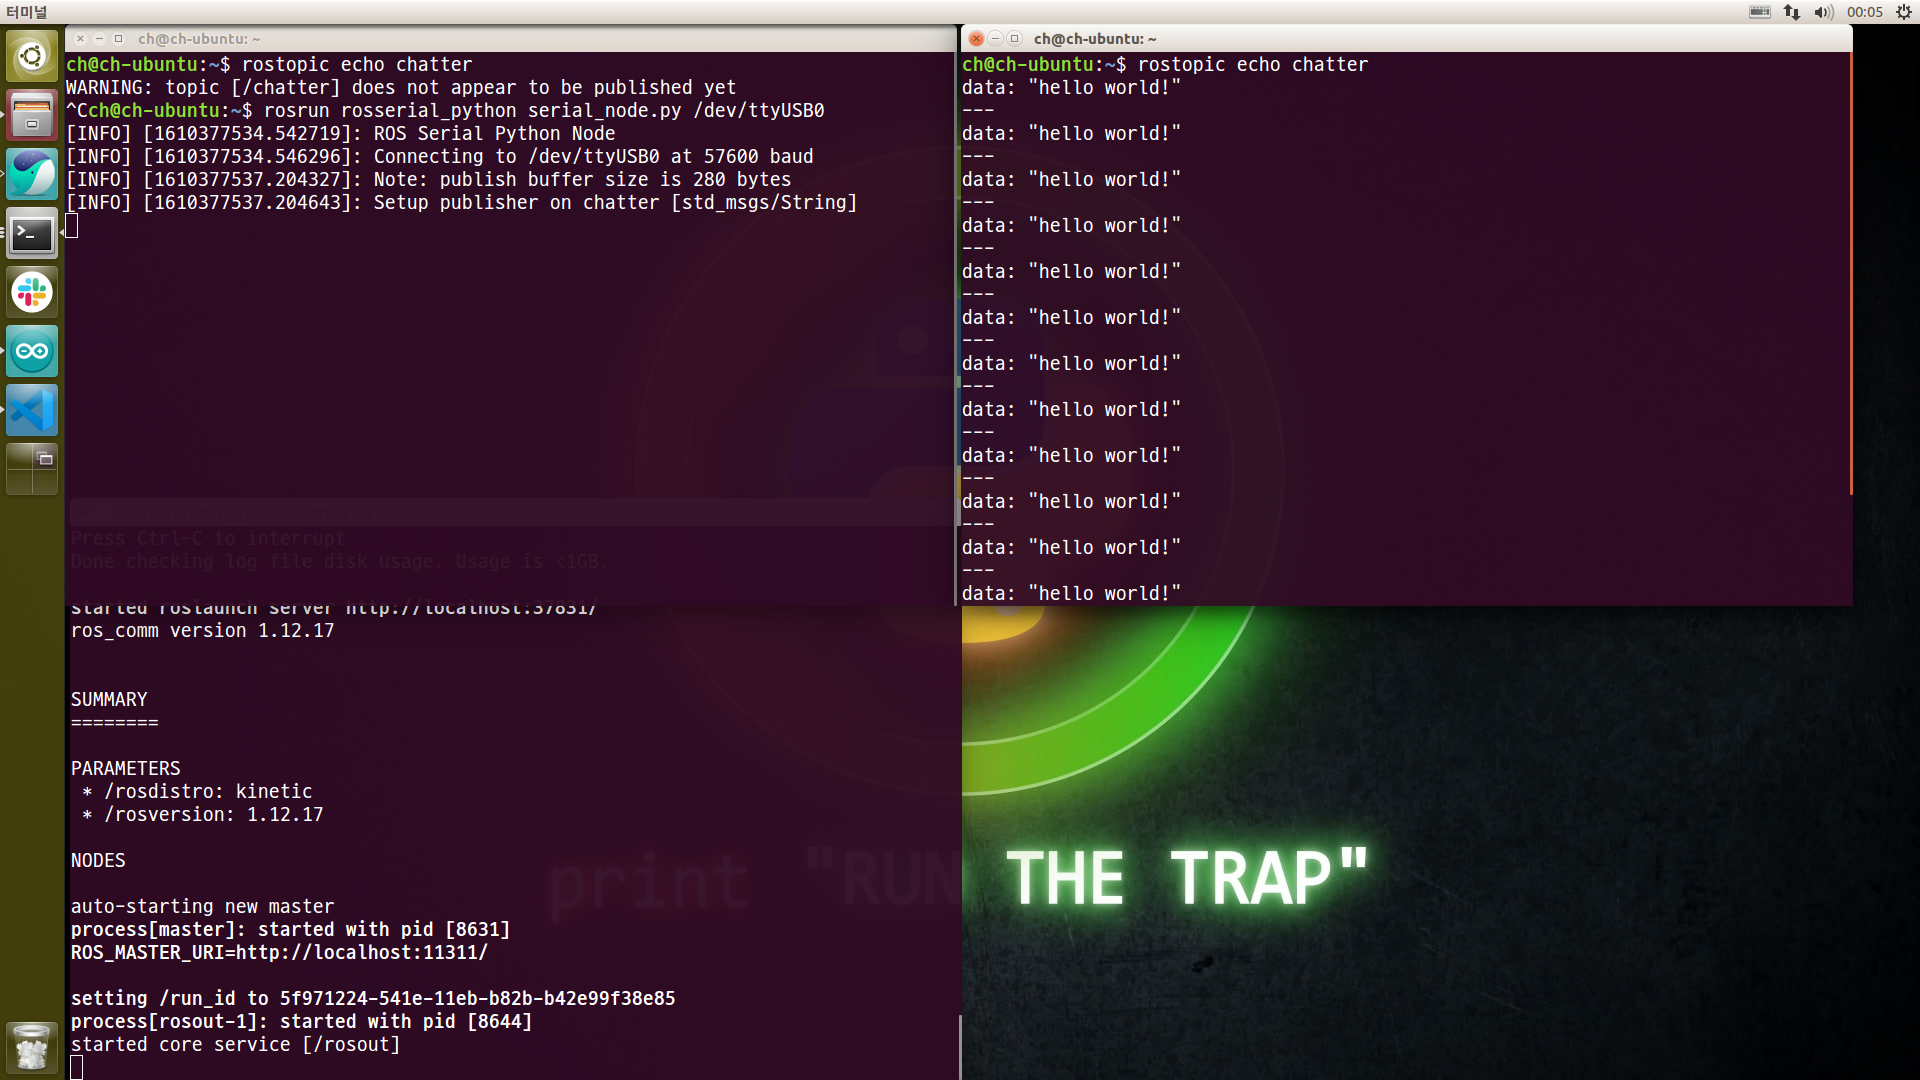 터미널
00:05
ch@ch-ubuntu: ~
ch@ch-ubuntu:~$ rostopic echo chatter
WARNING: topic [/chatter] does not appear to be published yet
^Cch@ch-ubuntu:~$ rosrun rosserial_python serial_node.py /dev/ttyUSB0
[INFO] [1610377534.542719]: ROS Serial Python Node
[INFO] [1610377534.546296]: Connecting to /dev/ttyUSB0 at 57600 baud
[INFO] [1610377537.204327]: Note: publish buffer size is 280 bytes
[INFO] [1610377537.204643]: Setup publisher on chatter [std_msgs/String]
Press Ctrl-C to interrupt
Done checking log file disk usage. Usage is <1GB.
started roslaunch server http://localhost:37831/
ros_comm version 1.12.17
SUMMARY
========
PARAMETERS
* /rosdistro: kinetic
* /rosversion: 1.12.17
NODES
auto-starting new master
process[master]: started with pid [8631]
ROS_MASTER_URI=http://localhost:11311/
setting /run_id to 5f971224-541e-11eb-b82b-b42e99f38e85
process[rosout-1]: started with pid [8644]
started core service [/rosout]
ch@ch-ubuntu: ~
ch@ch-ubuntu:~$ rostopic echo chatter
data: "hello world!"
---
data: "hello world!"
---
data: "hello world!"
---
data: "hello world!"
---
data: "hello world!"
---
data: "hello world!"
---
data: "hello world!"
---
data: "hello world!"
---
data: "hello world!"
---
data: "hello world!"
---
data: "hello world!"
---
data: "hello world!"
print "RUN THE TRAP"